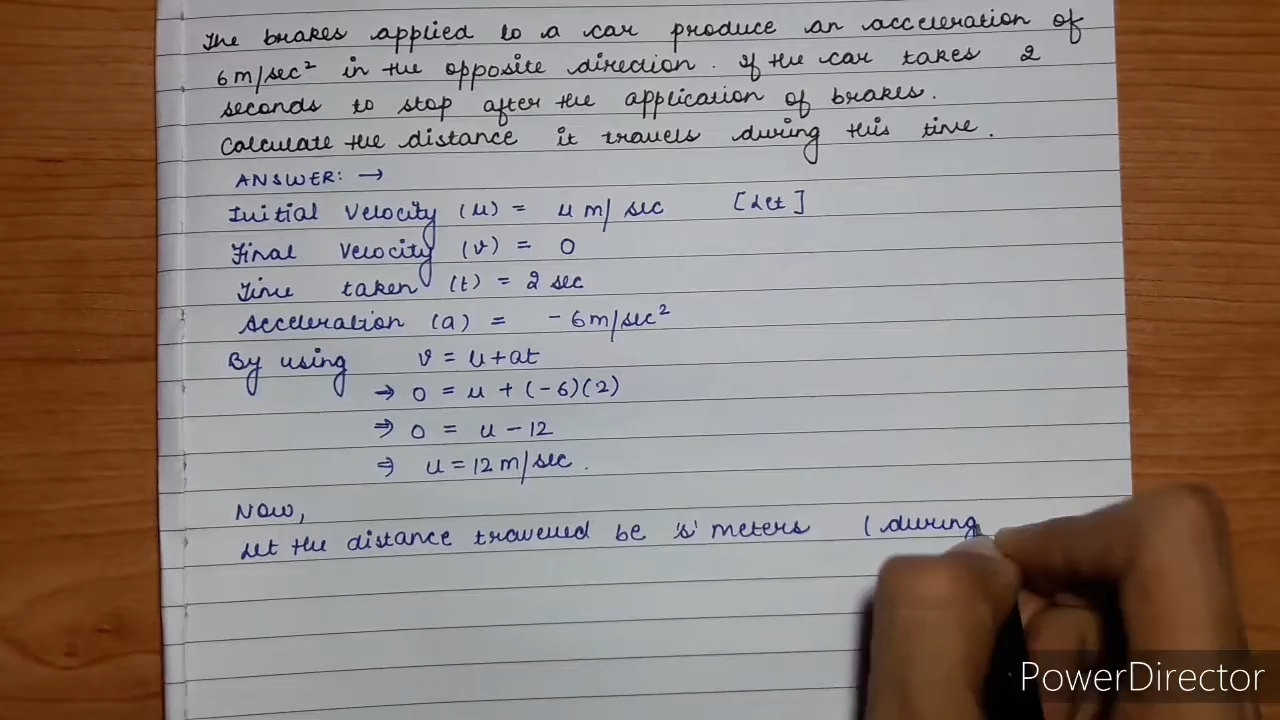 The brakes applied to a car produce an acceleration of
6m/sec² in the opposite direction. If the car takes 2
seconds to stop after the application of brakes.
Calculate the distance it travels during this time.
ANSWER: →
Initial Velocity (u) = u m/sec [Let]
Final Velocity (v) = 0
Time taken (t) = 2 sec
Acceleration (a) = -6m/sec²
By using v = u+at
⇒ 0 = u + (-6)(2)
⇒ 0 = u - 12
⇒ u = 12m/sec.
Now,
Let the distance travelled be 's' meters (during
PowerDirector